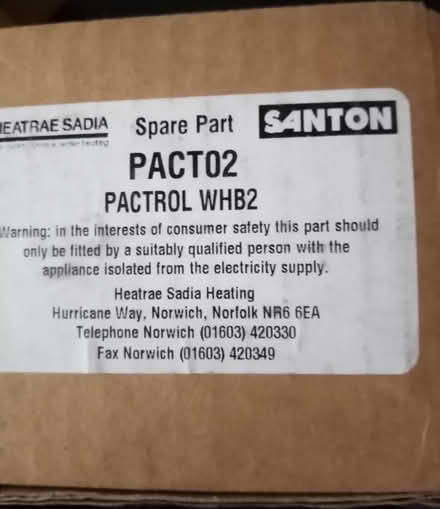 HEATRAE SADIA Spare Part SANTON
heating
PACT02
PACTROL WHB2
Warning: in the interests of consumer safety this part should
only be fitted by a suitably qualified person with the
appliance isolated from the electricity supply.
Heatrae Sadia Heating
Hurricane Way, Norwich, Norfolk NR6 6EA
Telephone Norwich (01603) 420330
Fax Norwich (01603) 420349